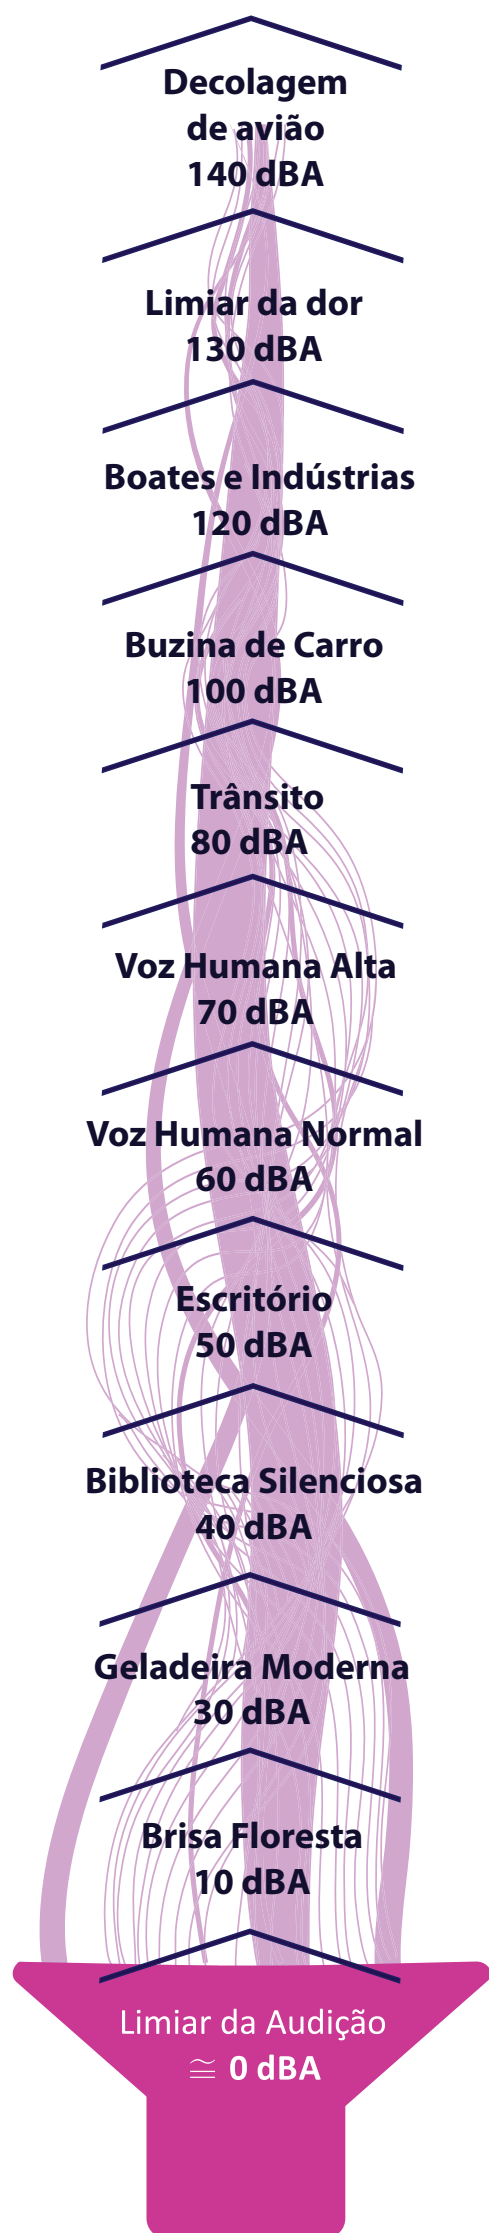 Decolagem
de avião
140 dBA
Limiar da dor
130 dBA
Boates e Indústrias
120 dBA
Buzina de Carro
100 dBA
Trânsito
80 dBA
Voz Humana Alta
70 dBA
Voz Humana Normal
60 dBA
Escritório
50 dBA
Biblioteca Silenciosa
40 dBA
Geladeira Moderna
30 dBA
Brisa Floresta
10 dBA
Limiar da Audição
≅ 0 dBA